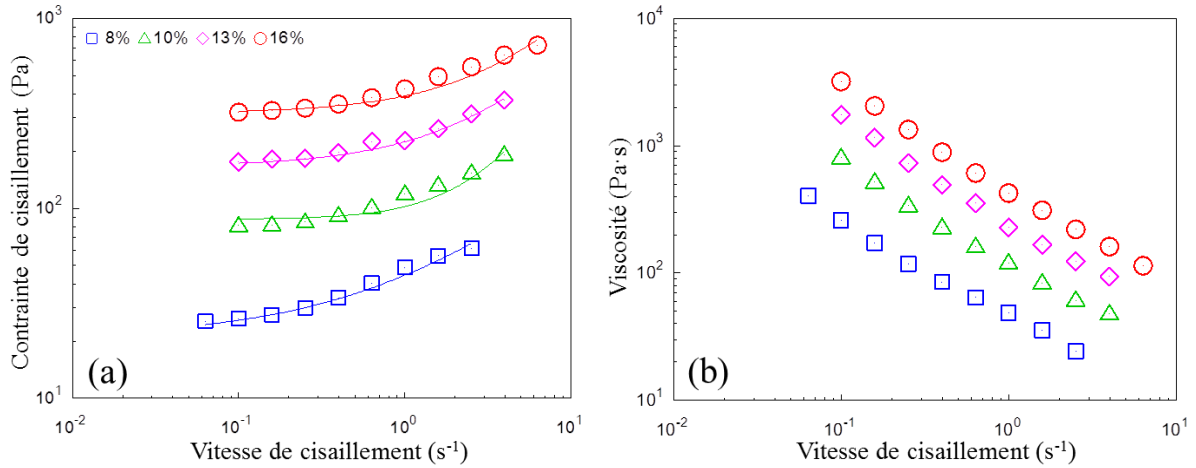 Contrainte de cisaillement (Pa)
10³
10²
10¹
8% 10% 13% 16%
(a)
10⁻² 10⁻¹ 10⁰ 10¹
Vitesse de cisaillement (s⁻¹)
Viscosité (Pa·s)
10⁴
10³
10²
10¹
(b)
10⁻² 10⁻¹ 10⁰ 10¹
Vitesse de cisaillement (s⁻¹)